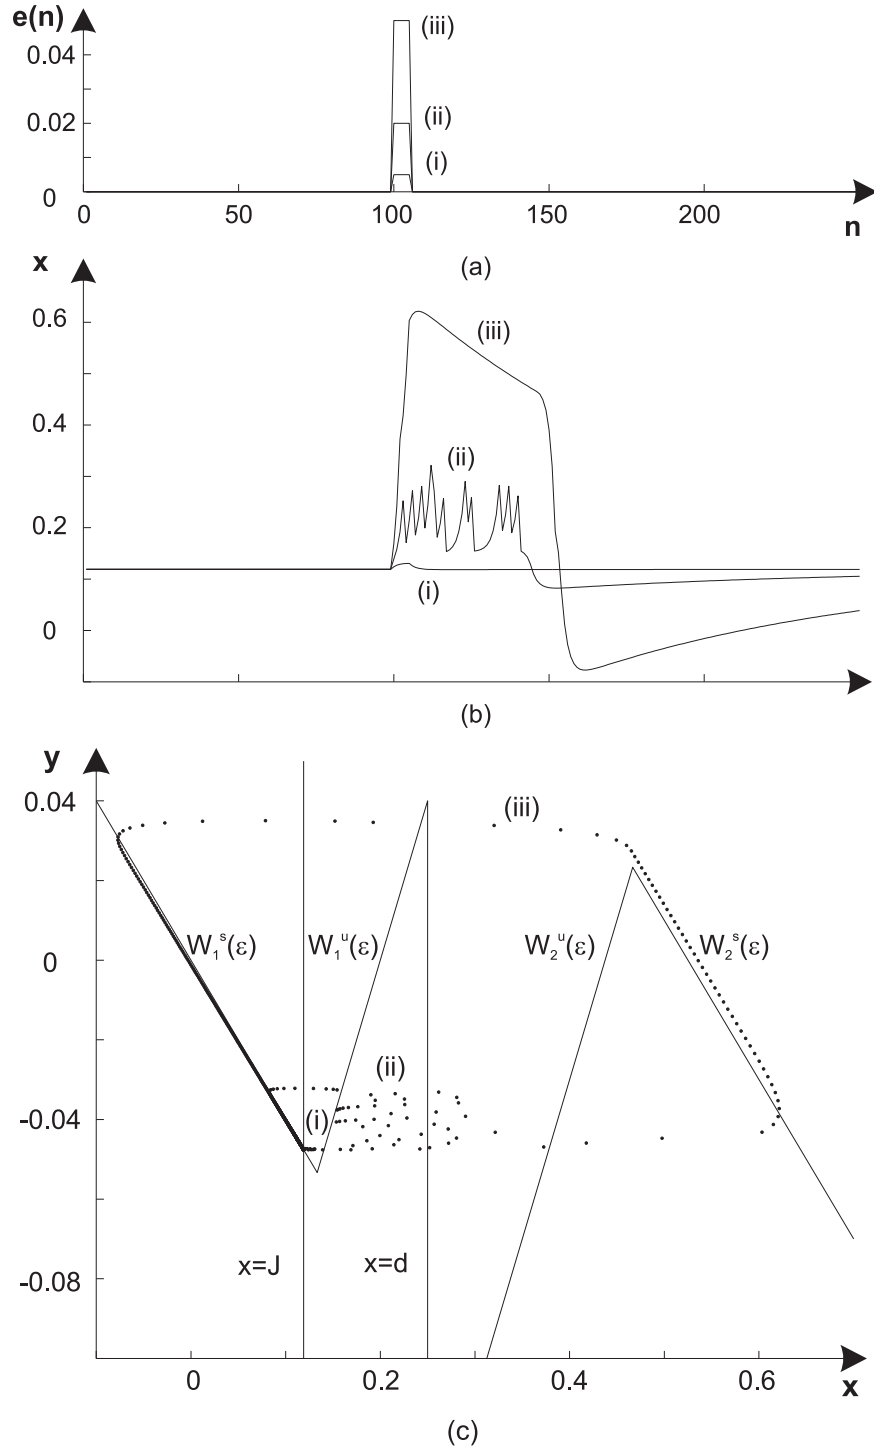 e(n)
(iii)
0.04
(ii)
0.02
(i)
0
0 50 100 150 200
n
(a)
x
0.6
(iii)
0.4
(ii)
0.2
(i)
0
(b)
y
0.04
(iii)
W₁ˢ(ε) W₁ᵘ(ε) W₂ᵘ(ε) W₂ˢ(ε)
0
(ii)
-0.04
(i)
x=J x=d
-0.08
0 0.2 0.4 0.6
x
(c)